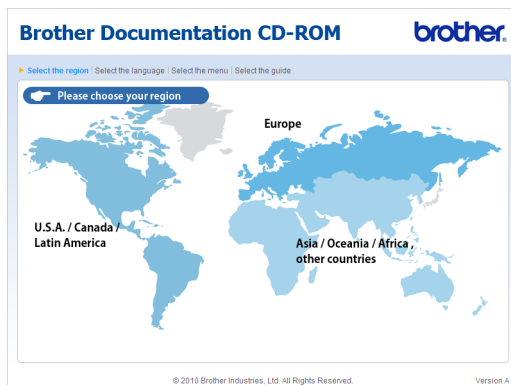 Brother Documentation CD-ROM
brother.
Select the region | Select the language | Select the menu | Select the guide
Please choose your region
Europe
U.S.A. / Canada /
Latin America
Asia / Oceania / Africa ,
other countries
© 2010 Brother Industries, Ltd. All Rights Reserved.
Version A